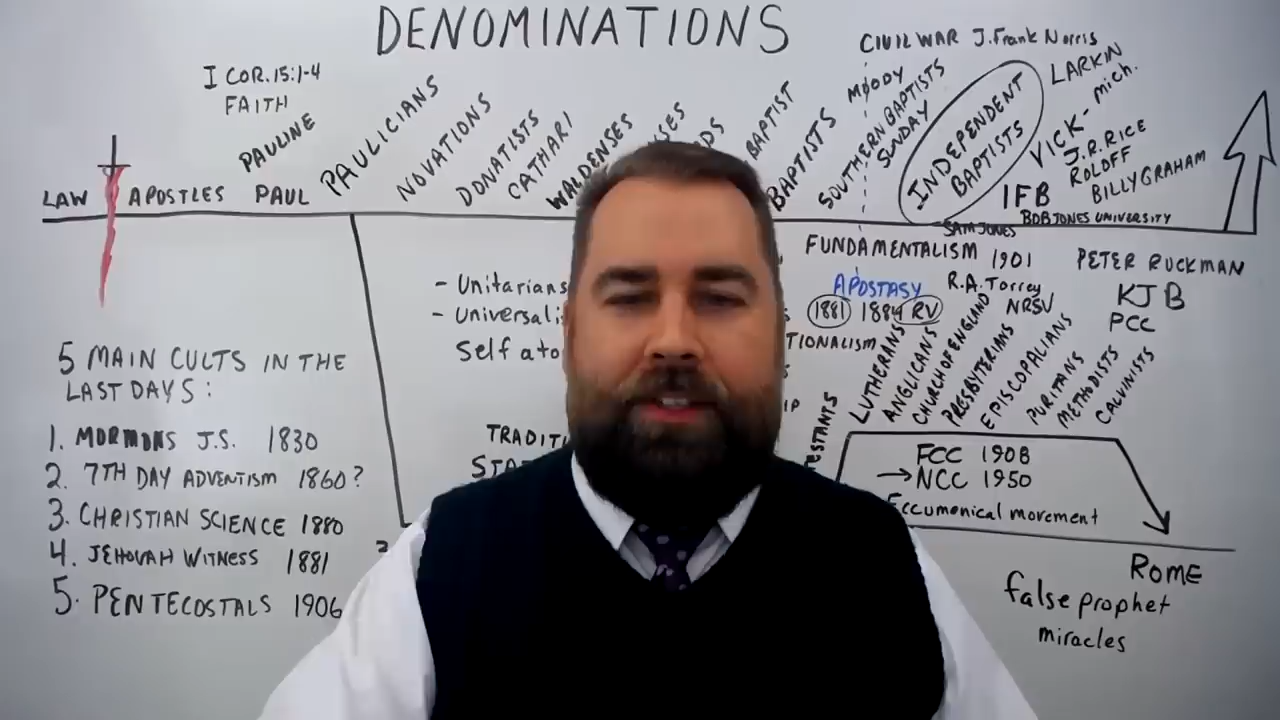 DENOMINATIONS
CIVIL WAR J. Frank Norris
I COR. 15:1-4
FAITH
LAW
APOSTLES
PAULINE
PAUL
PAULICIANS
NOVATIONS
DONATISTS
CATHARI
WALDENSES
BAPTIST
BAPTISTS
MOODY
SOUTHERN BAPTISTS
SUNDAY
INDEPENDENT
BAPTISTS
LARKIN
VICK - Mich.
J.R. RICE
ROLOFF
BILLY GRAHAM
IFB
BOB JONES UNIVERSITY
SAM JONES
FUNDAMENTALISM 1901
PETER RUCKMAN
KJB
PCC
APOSTASY
R.A. Torrey
1881 1884 RV
NRSV
- Unitarians
LUTHERANS
ANGLICANS
CHURCH OF ENGLAND
PRESBYTERIANS
EPISCOPALIANS
PURITANS
METHODISTS
CALVINISTS
5 MAIN CULTS IN THE
LAST DAYS:
1. MORMONS J.S. 1830
2. 7TH DAY ADVENTISM 1860?
3. CHRISTIAN SCIENCE 1880
4. JEHOVAH WITNESS 1881
5. PENTECOSTALS 1906
FCC 1908
→ NCC 1950
Eccumenical movement
ROME
false prophet
miracles